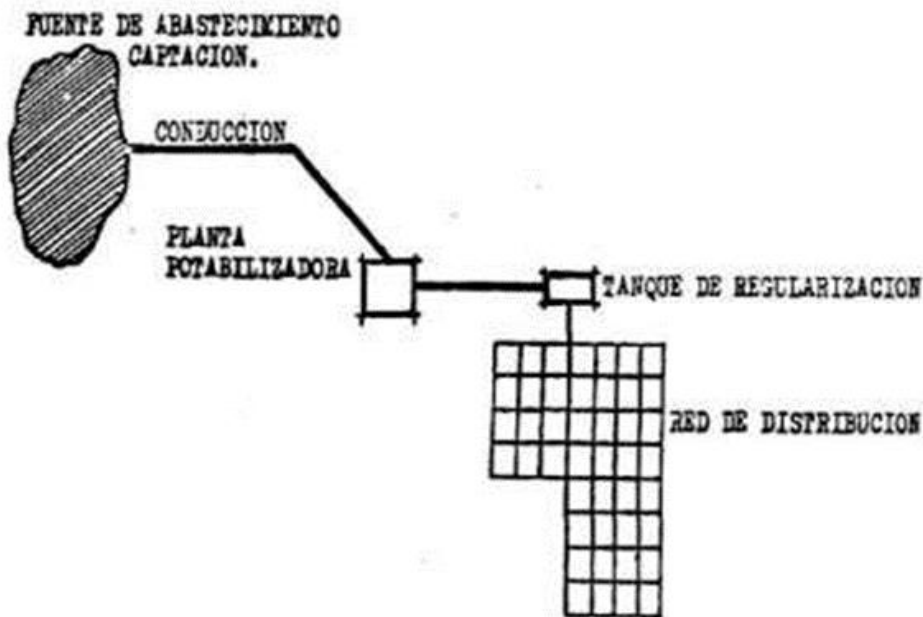 FUENTE DE ABASTECIMIENTO
CAPTACION.
CONDUCCION
PLANTA
POTABILIZADORA
TANQUE DE REGULARIZACION
RED DE DISTRIBUCION